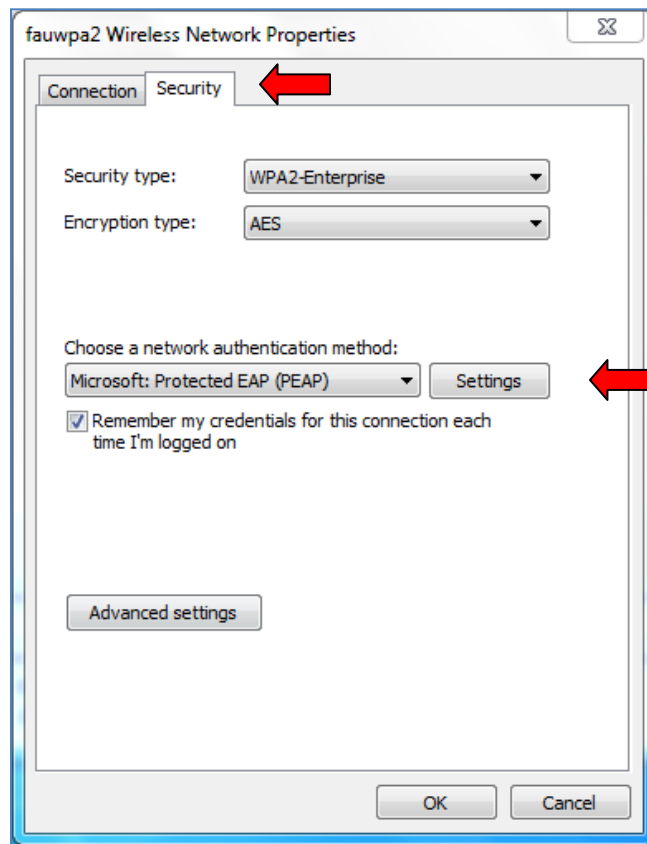 fauwpa2 Wireless Network Properties
Connection Security
Security type: WPA2-Enterprise
Encryption type: AES
Choose a network authentication method:
Microsoft: Protected EAP (PEAP) Settings
Remember my credentials for this connection each
time I'm logged on
Advanced settings
OK Cancel